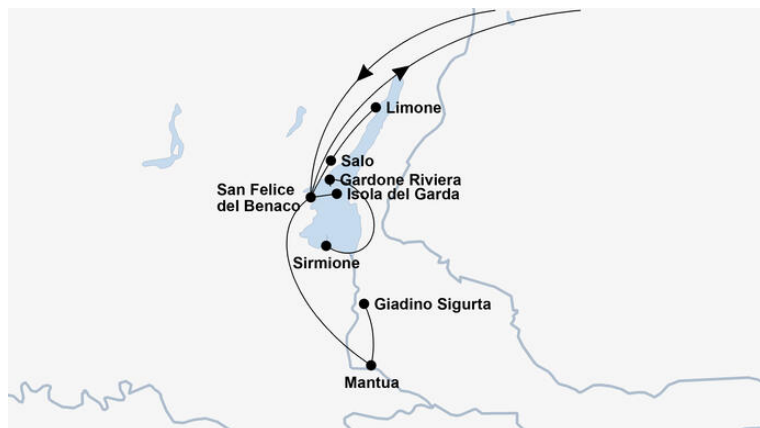 Limone
Salo
Gardone Riviera
San Felice
del Benaco
Isola del Garda
Sirmione
Giadino Sigurta
Mantua